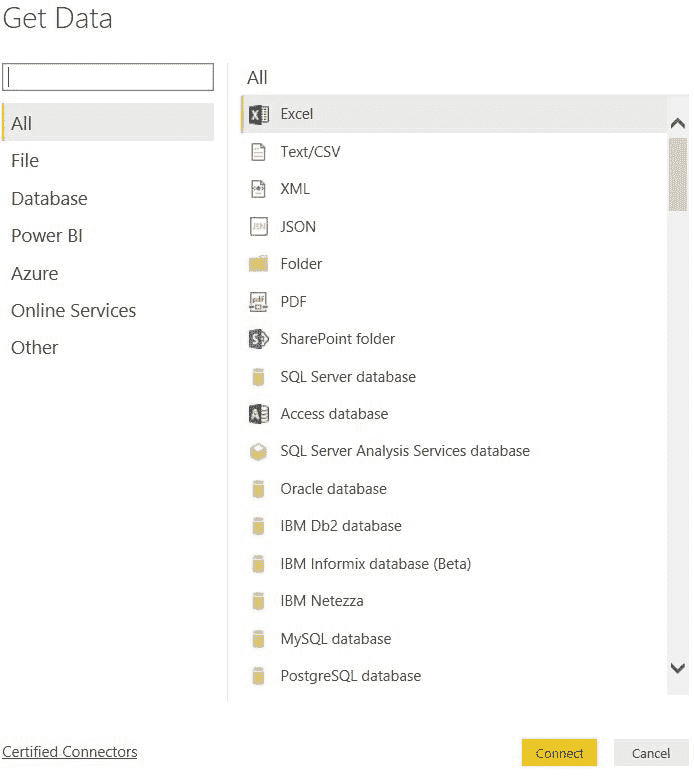 Get Data
All
File
Database
Power BI
Azure
Online Services
Other
All
Excel
Text/CSV
XML
JSON
JSON
Folder
pdf
PDF
SharePoint folder
SQL Server database
A
Access database
SQL Server Analysis Services database
Oracle database
IBM Db2 database
IBM Informix database (Beta)
IBM Netezza
MySQL database
PostgreSQL database
Certified Connectors
Connect
Cancel